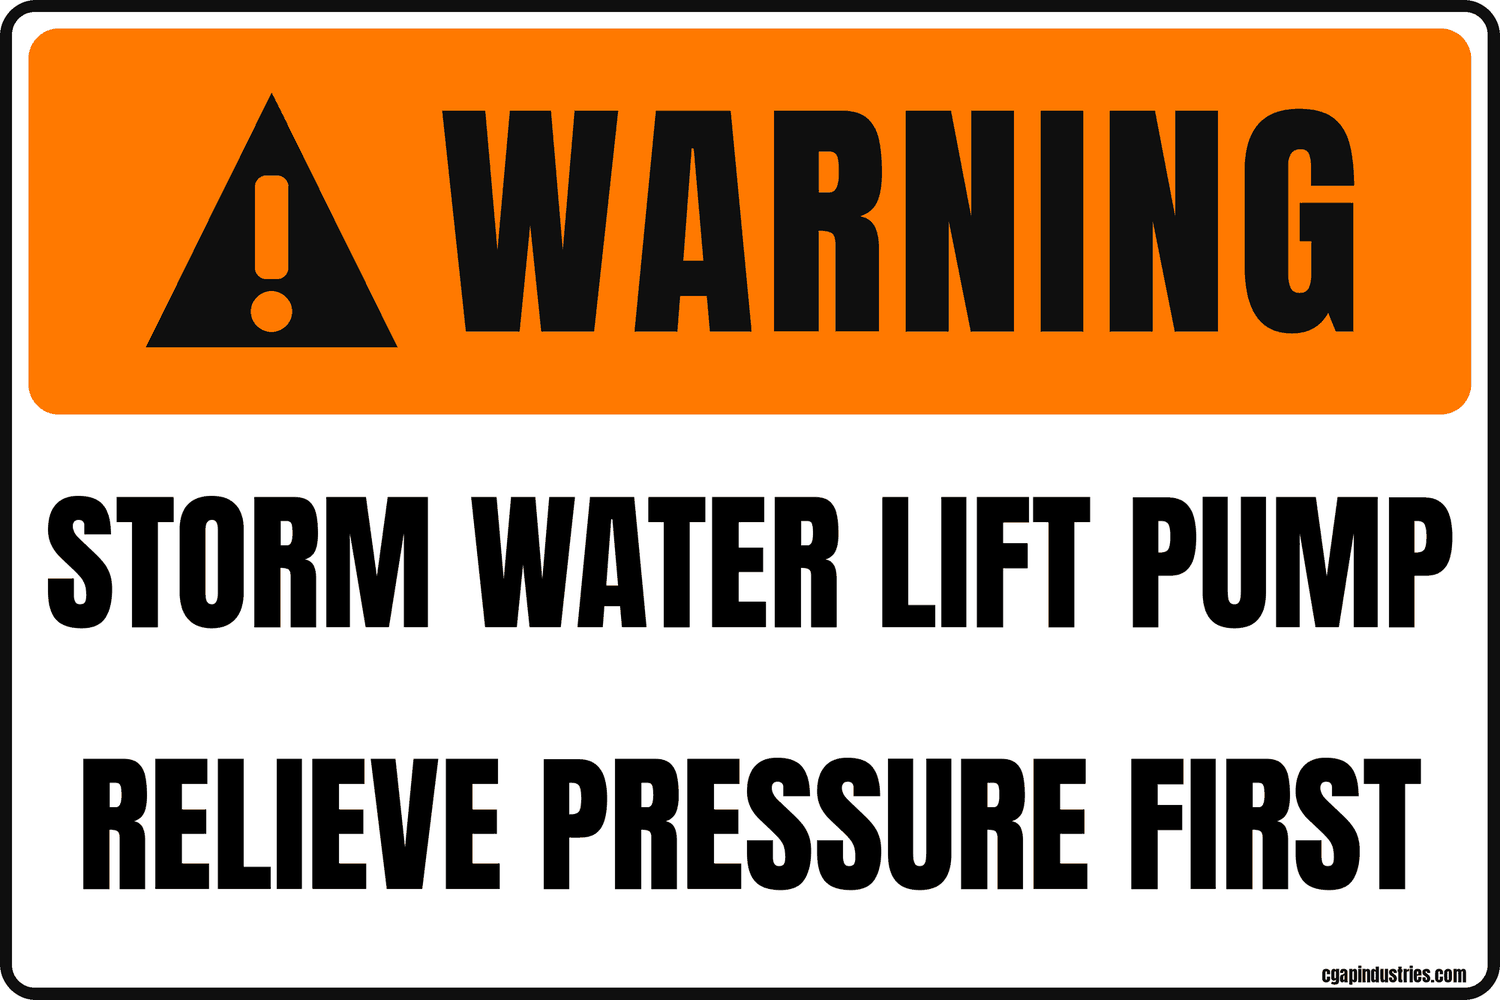 WARNING
STORM WATER LIFT PUMP
RELIEVE PRESSURE FIRST
cgapindustries.com